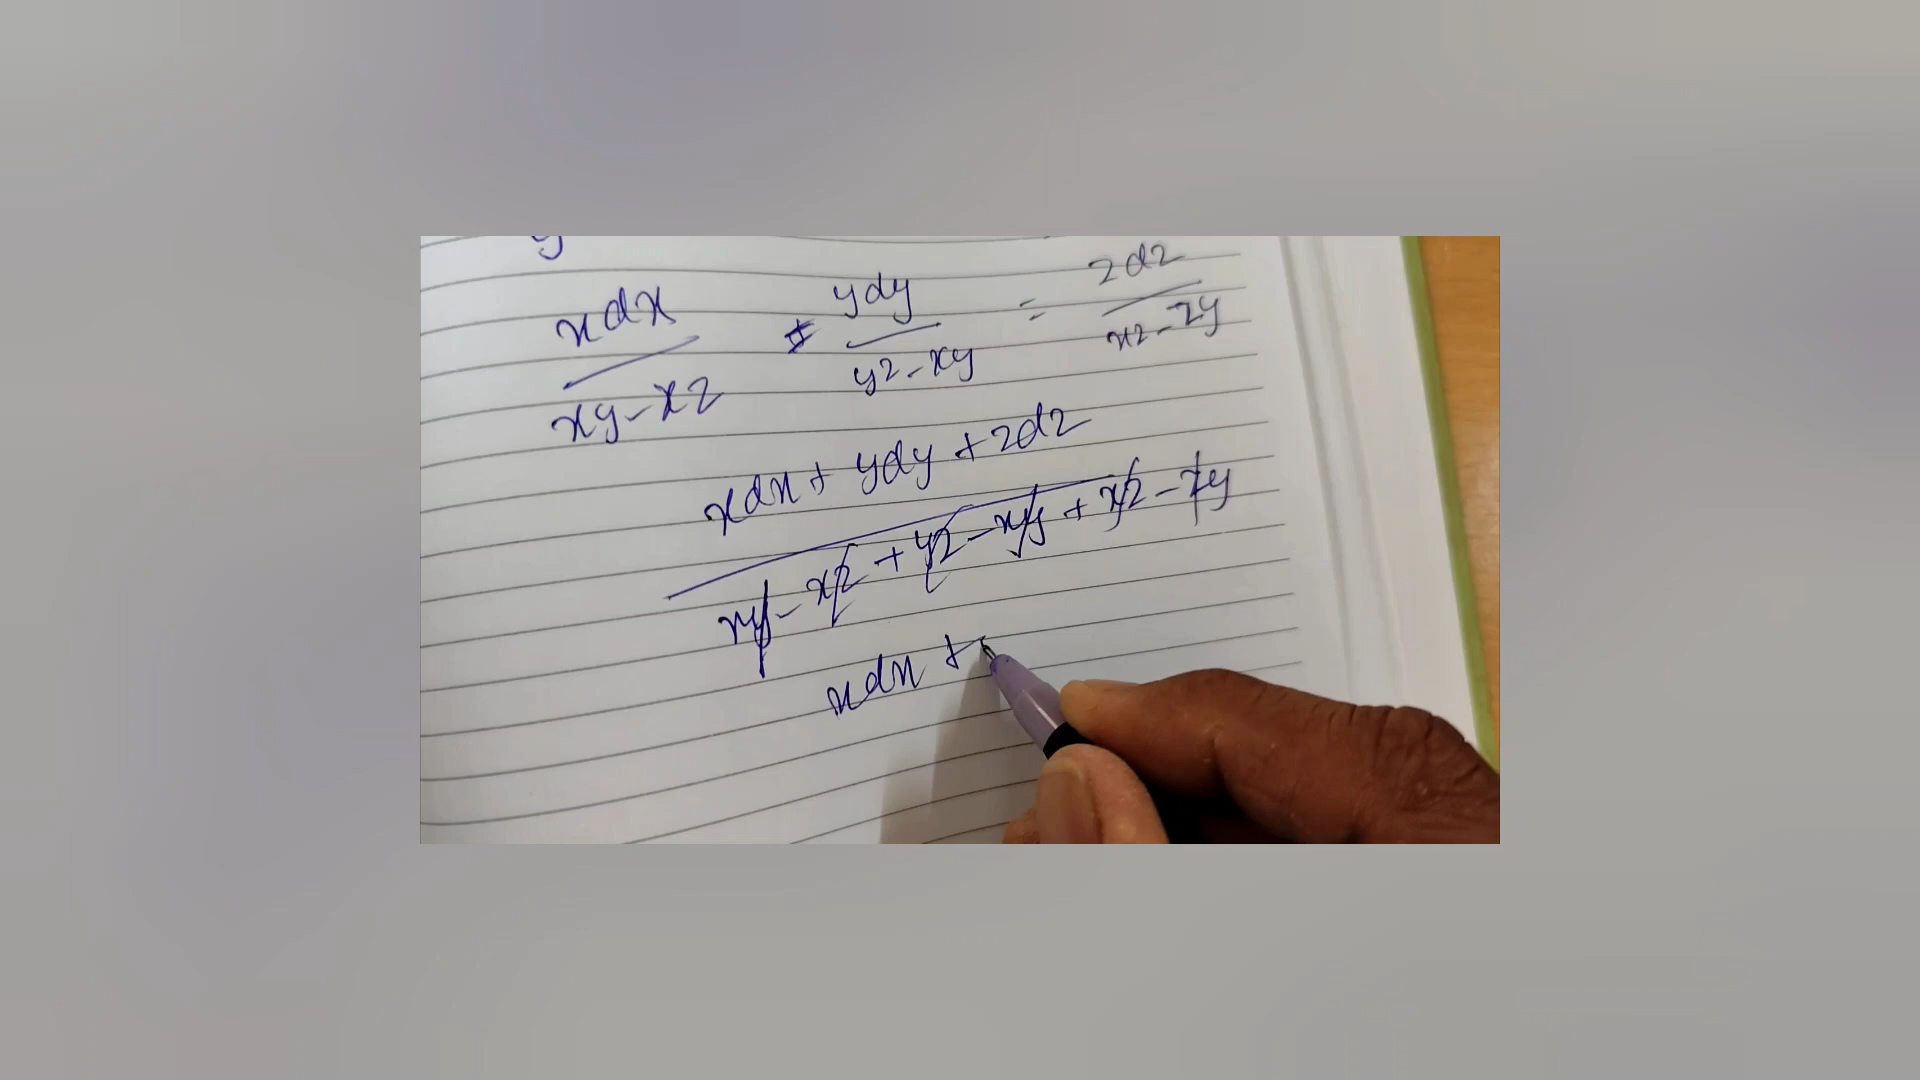 y
xdx / xy-xz = ydy / yz-xy = zdz / xz-zy
xdx + ydy + zdz
xy - xz + yz - xy + xz - zy
xdx +